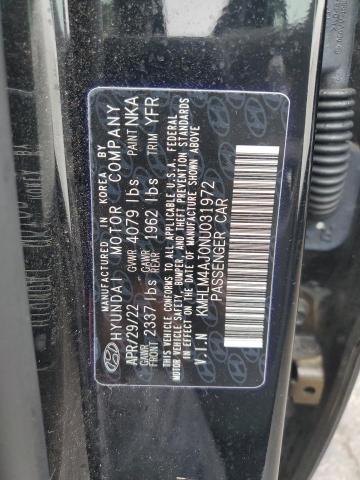 MADE IN KOREA BY
HYUNDAI MOTOR COMPANY
APR/29/22 GVWR 4079 lbs PAINT NKA
GAWR FRONT 2337 lbs GAWR REAR 1962 lbs TRIM YFR
THIS VEHICLE CONFORMS TO ALL APPLICABLE U.S.A. FEDERAL
MOTOR VEHICLE SAFETY, BUMPER, AND THEFT PREVENTION
STANDARDS IN EFFECT ON THE DATE OF MANUFACTURE SHOWN ABOVE
V.I.N KMHLM4AJ0NU031972
PASSENGER CAR